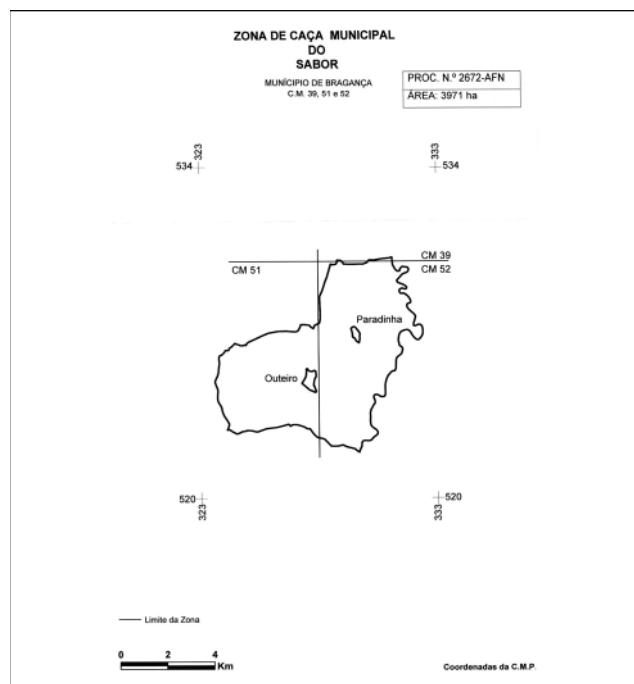 ZONA DE CAÇA MUNICIPAL
DO
SABOR
MUNÍCIPIO DE BRAGANÇA
C.M. 39, 51 e 52
PROC. N.º 2672-AFN
ÁREA: 3971 ha
323
534
333
534
CM 39
CM 51
CM 52
Paradinha
Outeiro
520
323
520
333
Limite da Zona
0 2 4
Km
Coordenadas da C.M.P.